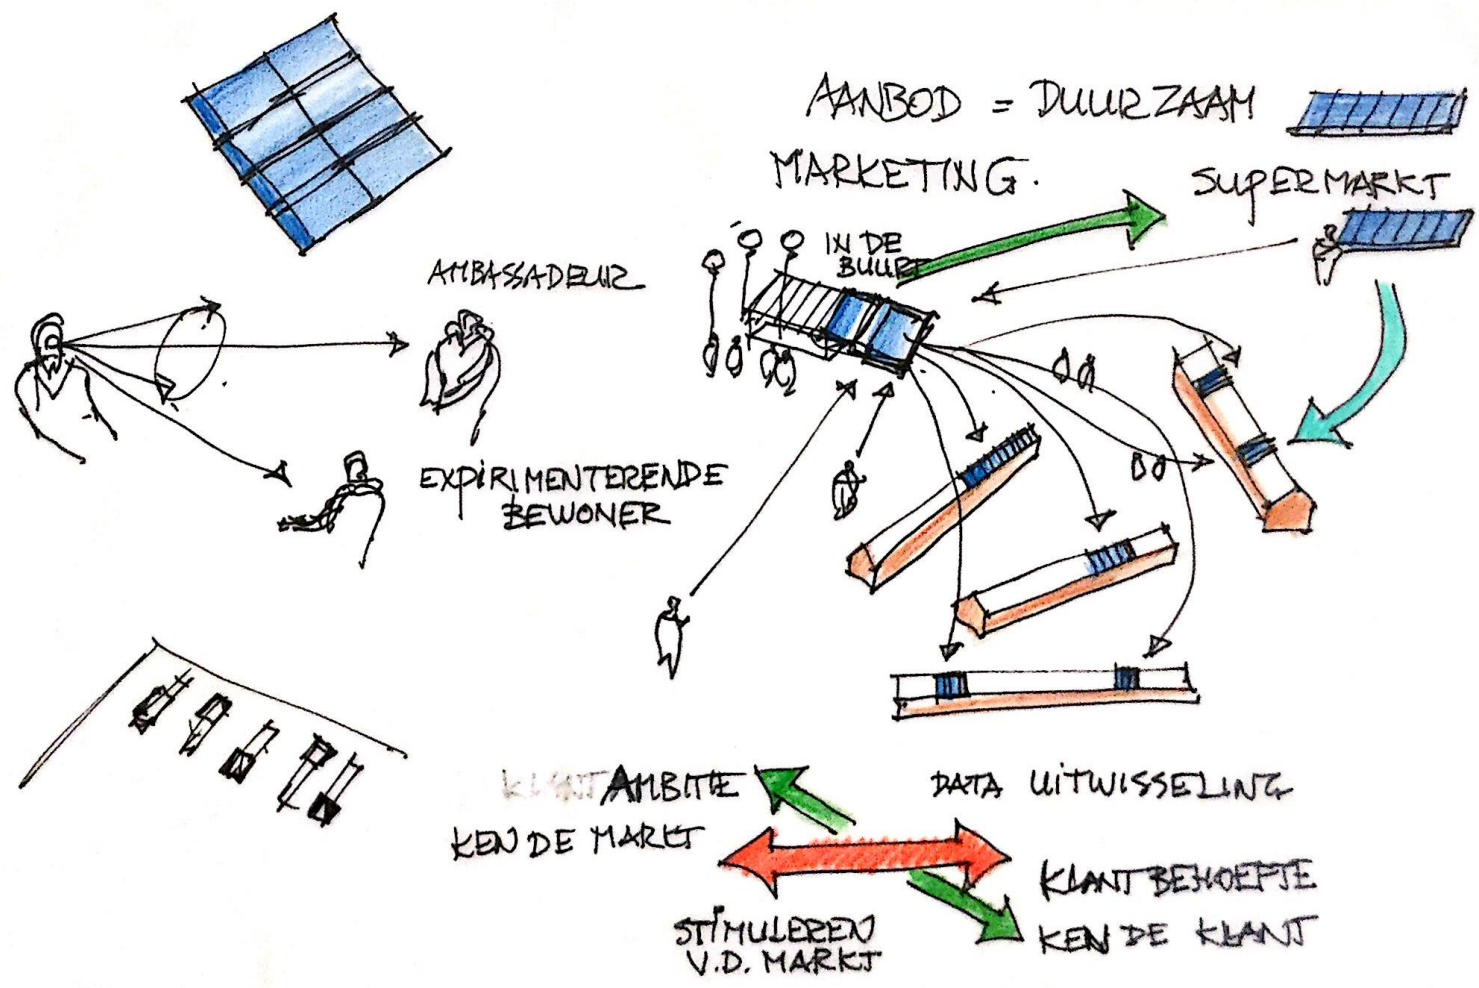 AANBOD = DUURZAAM
MARKETING.
SUPERMARKT
IN DE
BUURT
AMBASSADEUR
EXPIRIMENTERENDE
BEWONER
KLANT AMBITIE
KEN DE MARKT
DATA UITWISSELING
KLANTBEHOEFTE
KEN DE KLANT
STIMULEREN
V.D. MARKT